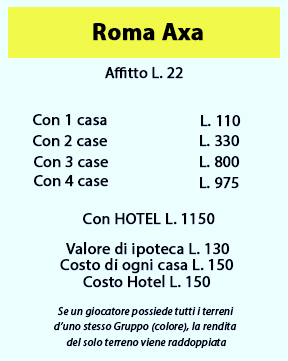 Roma Axa
Affitto L. 22
Con 1 casa L. 110
Con 2 case L. 330
Con 3 case L. 800
Con 4 case L. 975
Con HOTEL L. 1150
Valore di ipoteca L. 130
Costo di ogni casa L. 150
Costo Hotel L. 150
Se un giocatore possiede tutti i terreni
d'uno stesso Gruppo (colore), la rendita
del solo terreno viene raddoppiata